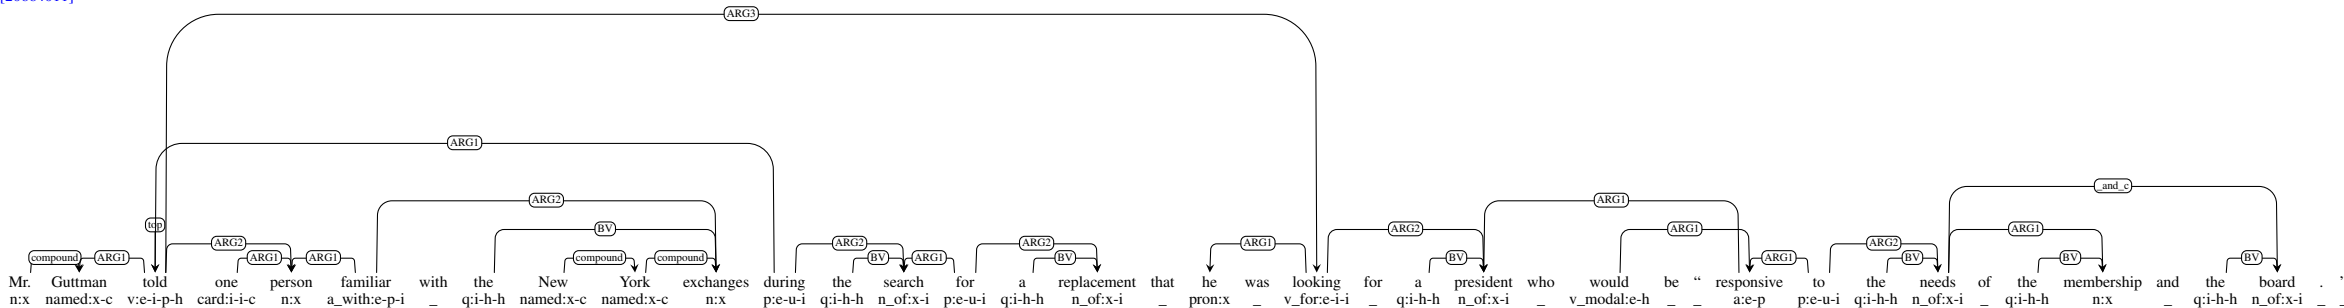 [20004011]
ARG3
ARG1
ARG2 _and_c
ARG1
top BV ARG1
ARG2 ARG2 ARG2 ARG1 ARG2 ARG2 ARG1
compound ARG1 ARG1 ARG1 compound compound BV ARG1 BV BV ARG1 BV BV BV
Mr. Guttman told one person familiar with the New York exchanges during the search for a replacement that he was looking for a president who would be “ responsive to the needs of the membership and the board . ’
n:x named:x-c v:e-i-p-h card:i-i-c n:x a_with:e-p-i _ q:i-h-h named:x-c named:x-c n:x p:e-u-i q:i-h-h n_of:x-i p:e-u-i q:i-h-h n_of:x-i _ pron:x _ v_for:e-i-i _ q:i-h-h n_of:x-i _ v_modal:e-h _ _ a:e-p p:e-u-i q:i-h-h n_of:x-i _ q:i-h-h n:x _ q:i-h-h n_of:x-i _ _